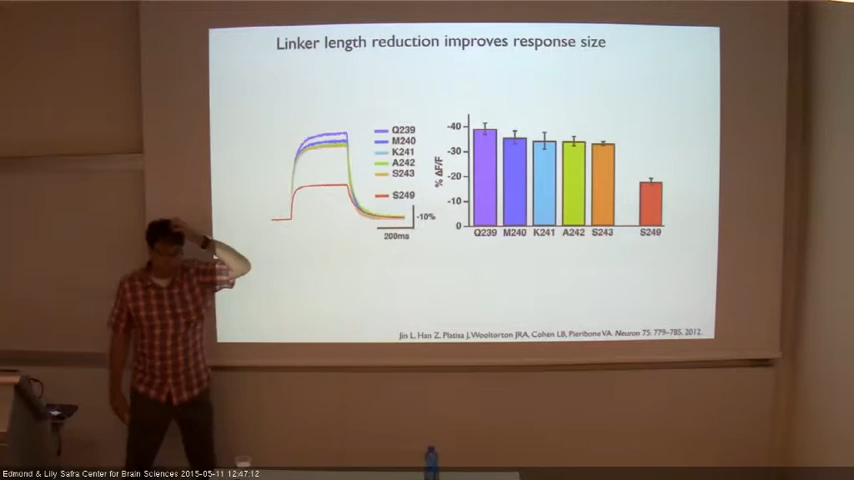 Linker length reduction improves response size
Q239
M240
K241
A242
S243
S249
-10%
200ms
% ΔF/F
-40
-30
-20
-10
0
Q239 M240 K241 A242 S243 S249
Jin L, Han Z, Platisa J, Wooltorton JRA, Cohen LB, Pieribone VA. Neuron 75: 779-785, 2012.
Edmond & Lily Safra Center for Brain Sciences 2015-05-11 12:47:12